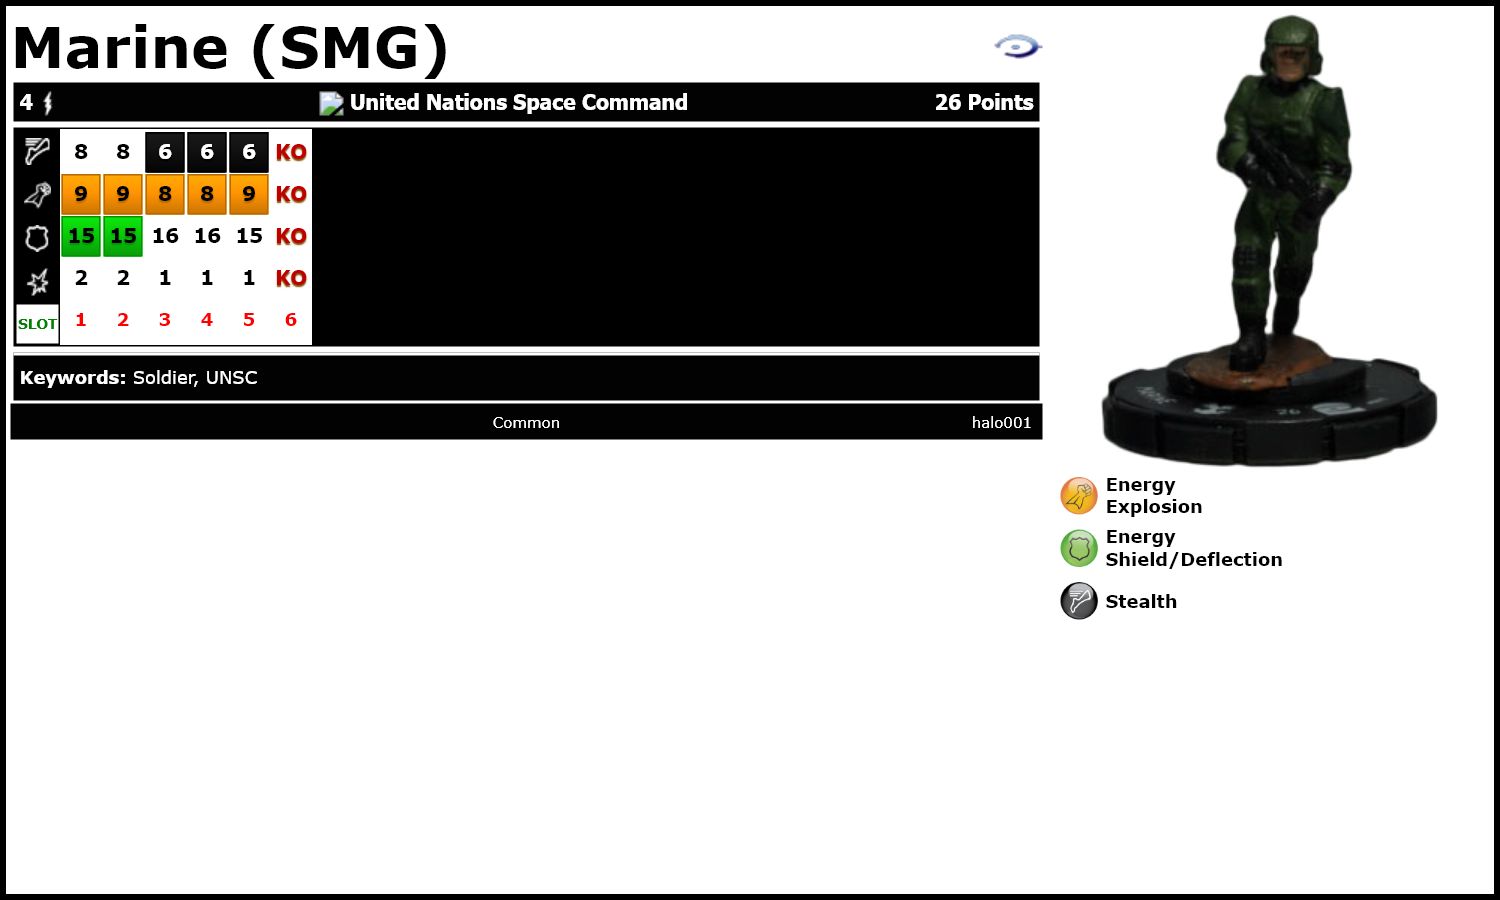 Marine (SMG)
4 United Nations Space Command 26 Points
8 8 6 6 6 KO
9 9 8 8 9 KO
15 15 16 16 15 KO
2 2 1 1 1 KO
SLOT 1 2 3 4 5 6
Keywords: Soldier, UNSC
Common halo001
26
Energy
Explosion
Energy
Shield/Deflection
Stealth